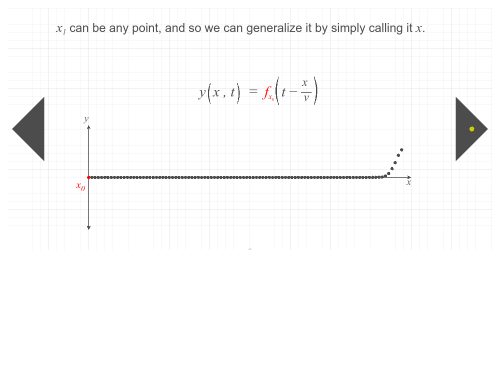 x₁ can be any point, and so we can generalize it by simply calling it x.
y(x, t) = fₓ₀(t − x/v)
y
x₀
x